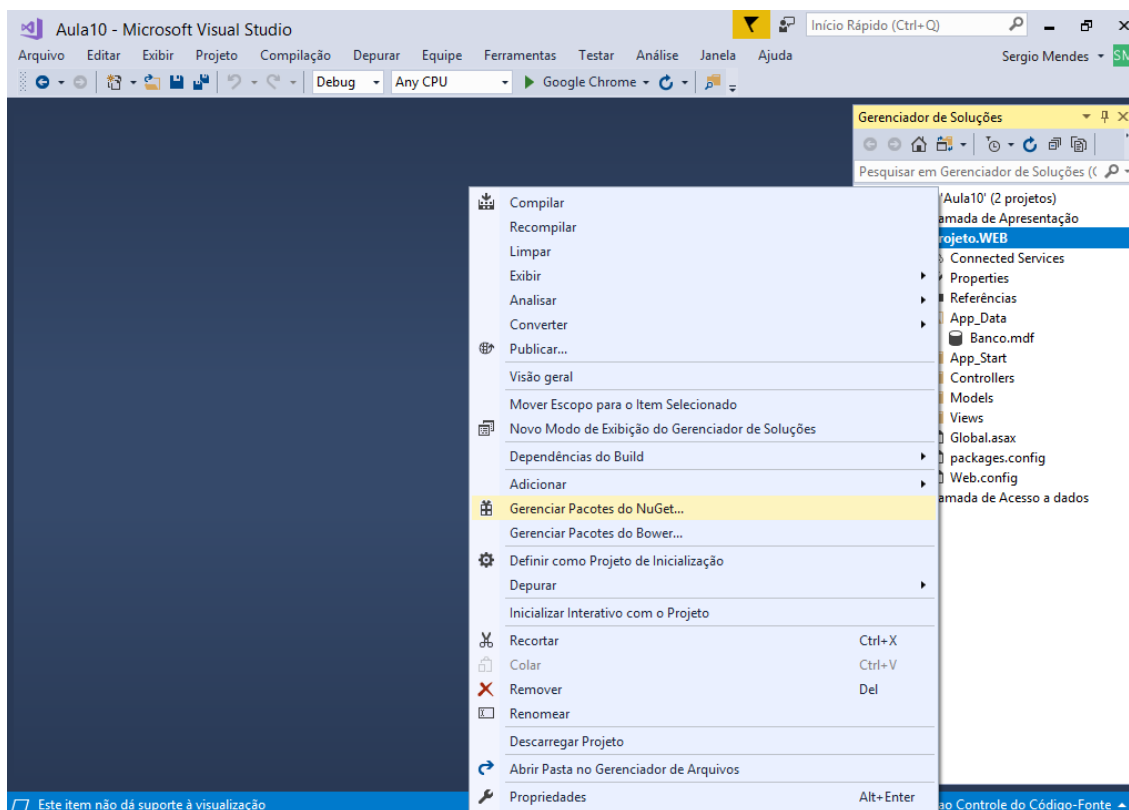 Aula10 - Microsoft Visual Studio
Início Rápido (Ctrl+Q)
Arquivo Editar Exibir Projeto Compilação Depurar Equipe Ferramentas Testar Análise Janela Ajuda
Sergio Mendes
SN
Debug Any CPU Google Chrome
Gerenciador de Soluções
Pesquisar em Gerenciador de Soluções ((
'Aula10' (2 projetos)
amada de Apresentação
rojeto.WEB
Connected Services
Properties
Referências
App_Data
Banco.mdf
App_Start
Controllers
Models
Views
Global.asax
packages.config
Web.config
amada de Acesso a dados
Compilar
Recompilar
Limpar
Exibir
Analisar
Converter
Publicar...
Visão geral
Mover Escopo para o Item Selecionado
Novo Modo de Exibição do Gerenciador de Soluções
Dependências do Build
Adicionar
Gerenciar Pacotes do NuGet...
Gerenciar Pacotes do Bower...
Definir como Projeto de Inicialização
Depurar
Inicializar Interativo com o Projeto
Recortar Ctrl+X
Colar Ctrl+V
Remover Del
Renomear
Descarregar Projeto
Abrir Pasta no Gerenciador de Arquivos
Propriedades Alt+Enter
Este item não dá suporte à visualização
ao Controle do Código-Fonte